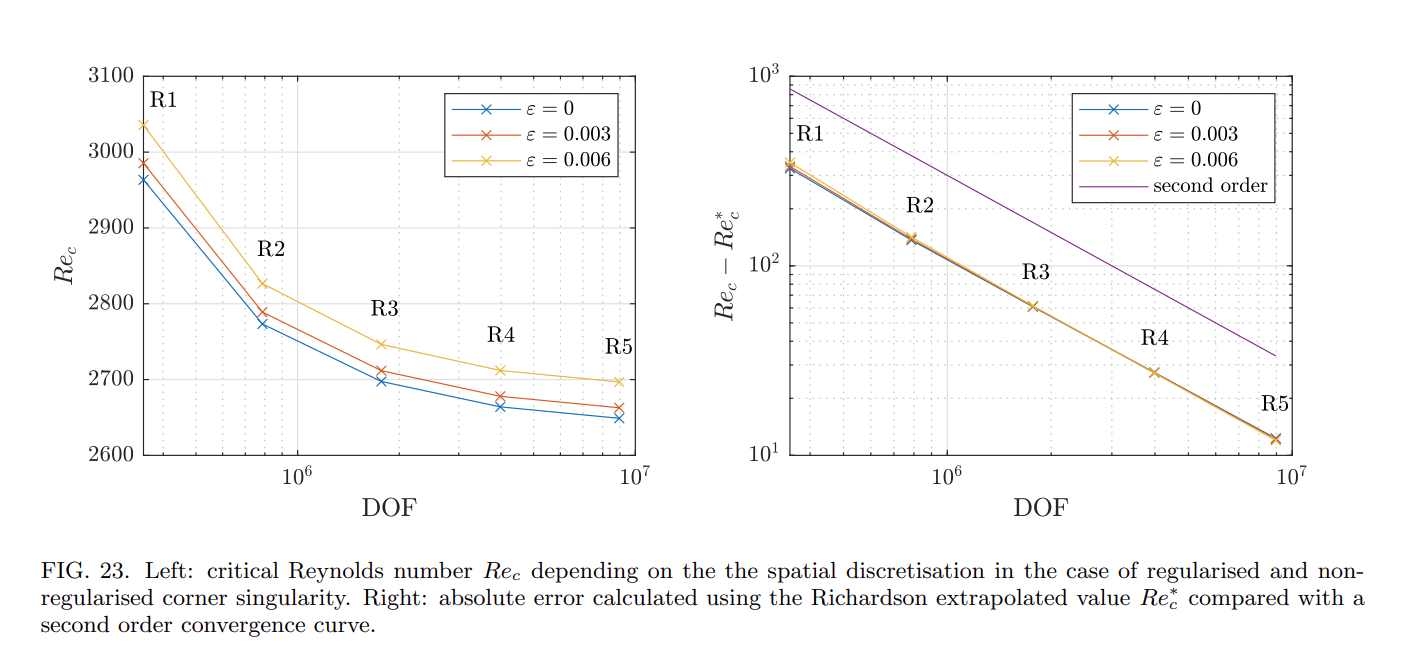 3100
3000
2900
2800
2700
2600
Re_c
R1
R2
R3
R4
R5
ε = 0
ε = 0.003
ε = 0.006
10^6
10^7
DOF
10^3
10^2
10^1
Re_c − Re_c^*
R1
R2
R3
R4
R5
ε = 0
ε = 0.003
ε = 0.006
second order
10^6
10^7
DOF
FIG. 23. Left: critical Reynolds number Re_c depending on the the spatial discretisation in the case of regularised and non-
regularised corner singularity. Right: absolute error calculated using the Richardson extrapolated value Re_c^* compared with a
second order convergence curve.